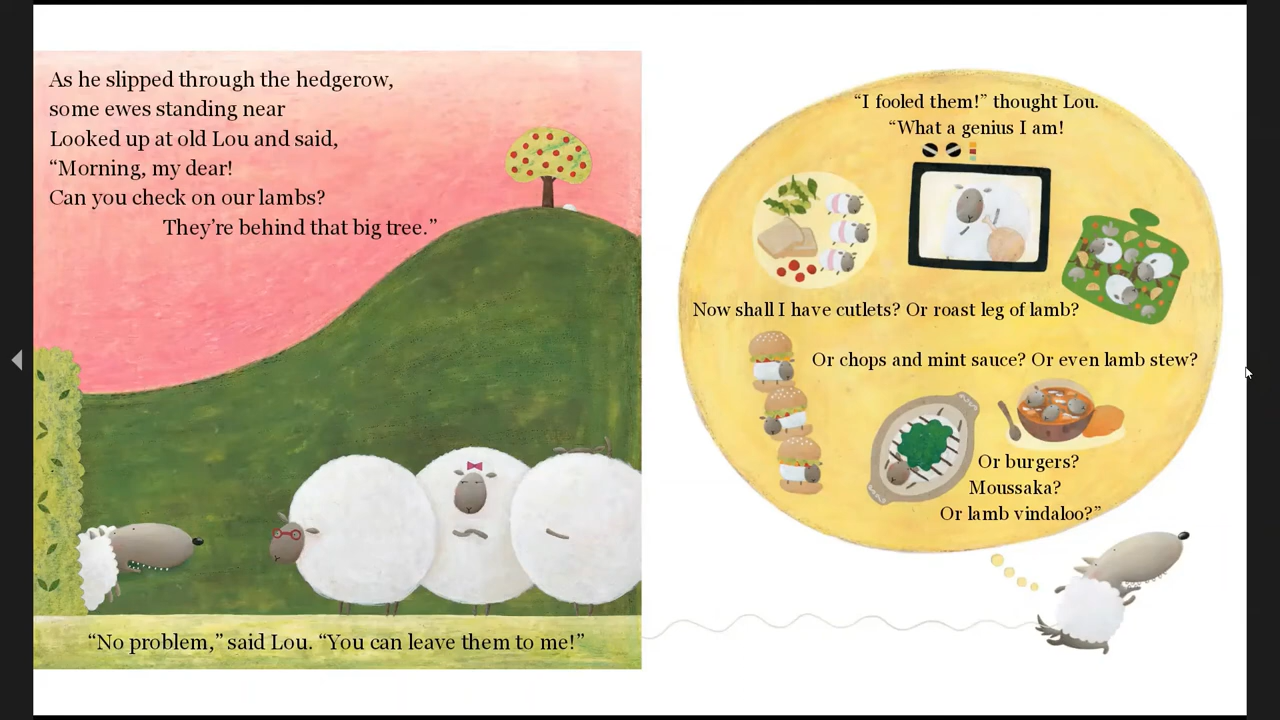 As he slipped through the hedgerow,
some ewes standing near
Looked up at old Lou and said,
“Morning, my dear!
Can you check on our lambs?
They’re behind that big tree.”
“No problem,” said Lou. “You can leave them to me!”
“I fooled them!” thought Lou.
“What a genius I am!
Now shall I have cutlets? Or roast leg of lamb?
Or chops and mint sauce? Or even lamb stew?
Or burgers?
Moussaka?
Or lamb vindaloo?”